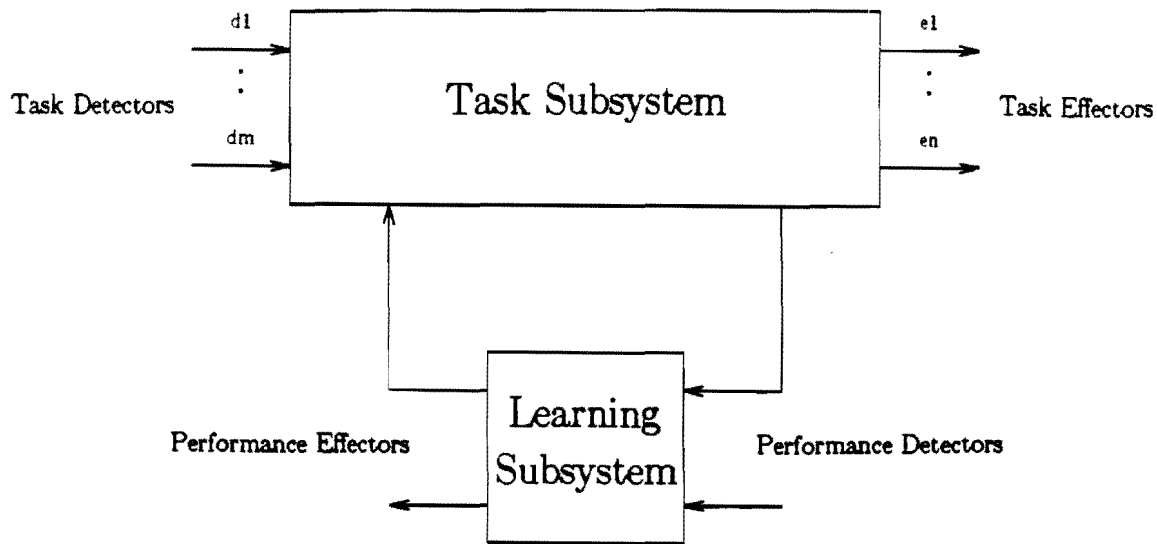 d1
e1
Task Detectors
Task Subsystem
Task Effectors
dm
en
Learning
Subsystem
Performance Effectors
Performance Detectors